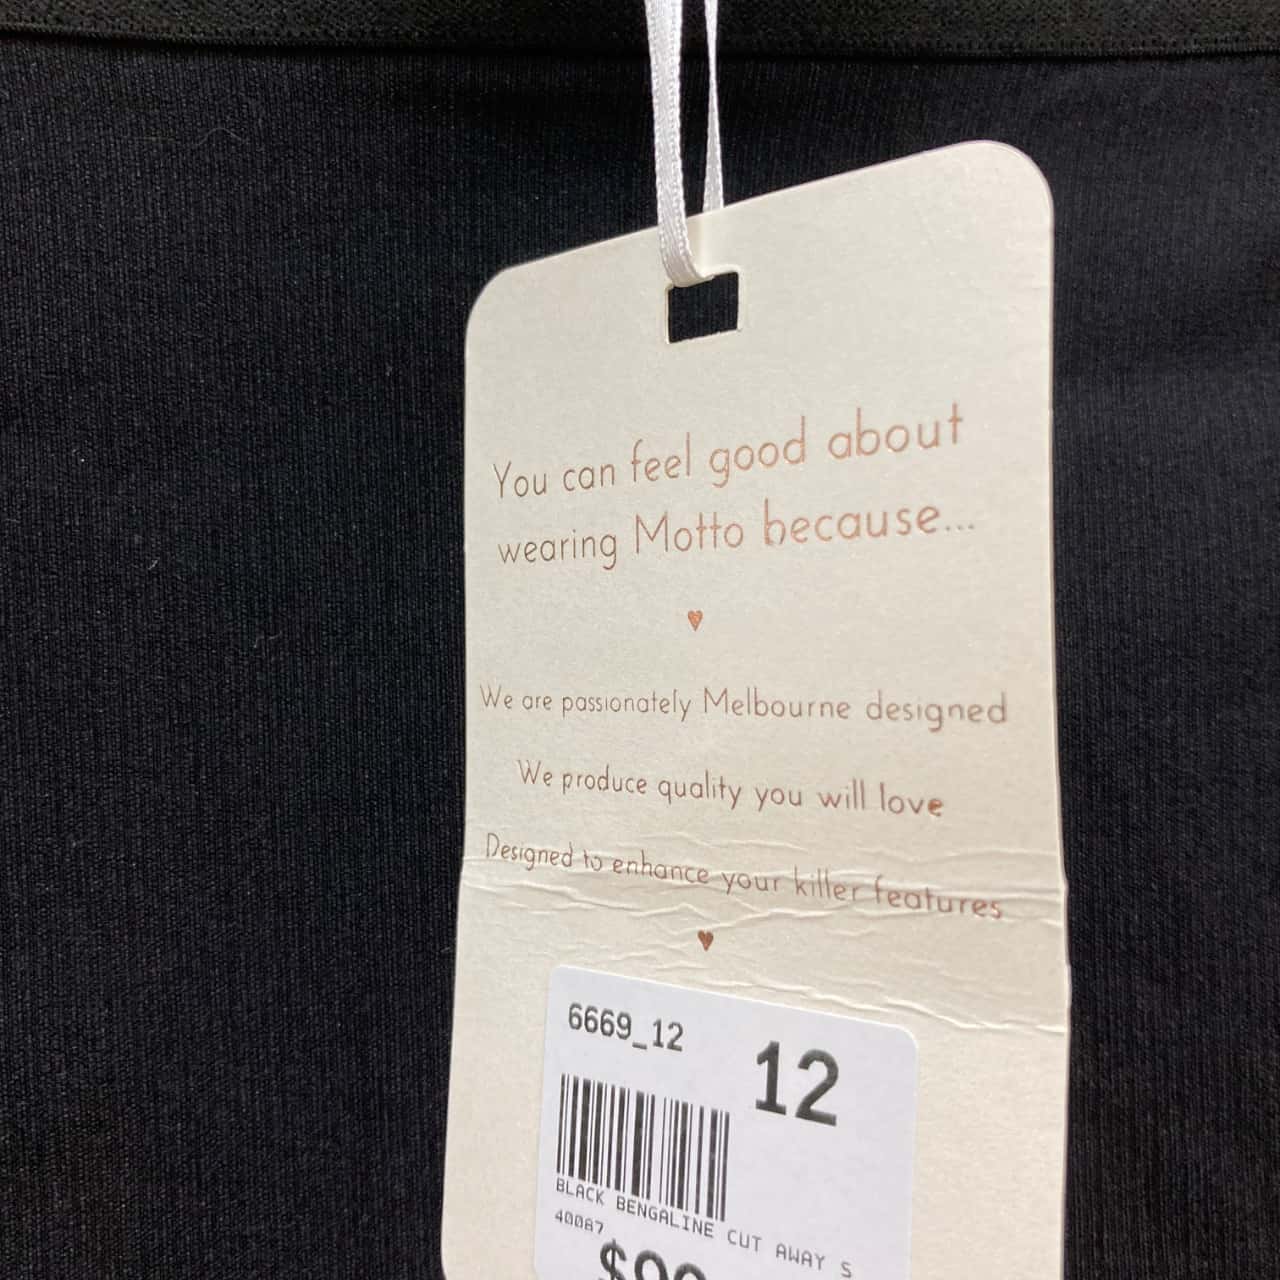 You can feel good about
wearing Motto because...
We are passionately Melbourne designed
We produce quality you will love
Designed to enhance your killer features
6669_12
12
BLACK BENGALINE CUT AWAY S
400A7